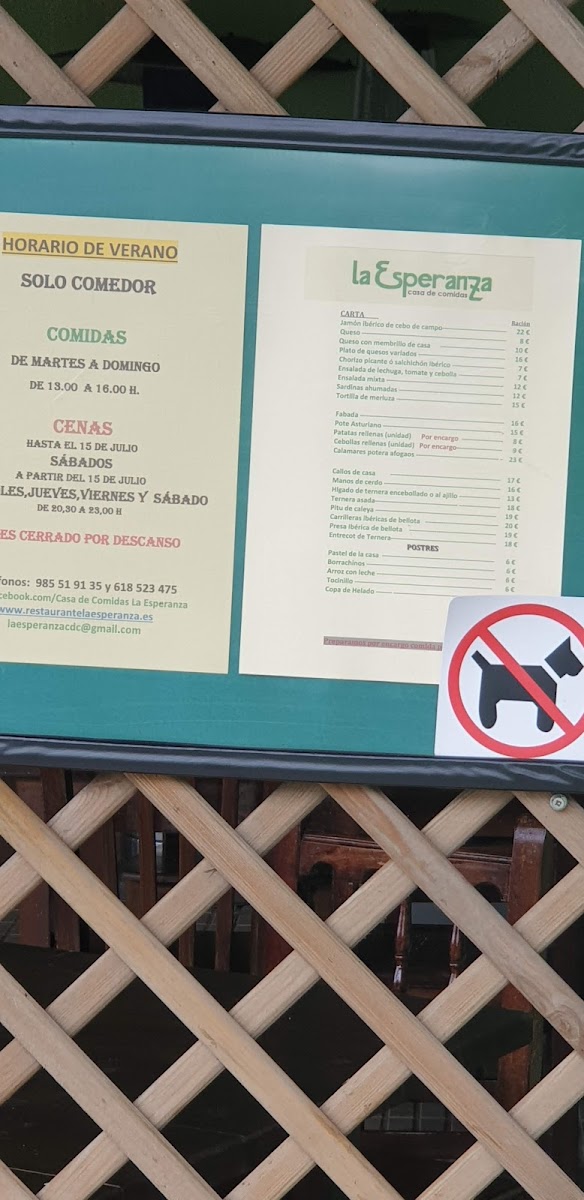 HORARIO DE VERANO
SOLO COMEDOR
COMIDAS
DE MARTES A DOMINGO
DE 13.00 A 16.00 H.
CENAS
HASTA EL 15 DE JULIO
SÁBADOS
A PARTIR DEL 15 DE JULIO
LES,JUEVES,VIERNES Y SÁBADO
DE 20,30 A 23,00 H
ES CERRADO POR DESCANSO
fonos: 985 51 91 35 y 618 523 475
cebook.com/Casa de Comidas La Esperanza
www.restaurantelaesperanza.es
laesperanzacdc@gmail.com
la Esperanza
casa de comidas
CARTA Ración
Jamón Ibérico de cebo de campo 22 €
Queso 8 €
Queso con membrillo de casa 10 €
Plato de quesos variados 16 €
Chorizo picante ó salchichón ibérico 7 €
Ensalada de lechuga, tomate y cebolla 7 €
Ensalada mixta 12 €
Sardinas ahumadas 12 €
Tortilla de merluza 15 €
Fabada 16 €
Pote Asturiano 15 €
Patatas rellenas (unidad) Por encargo 8 €
Cebollas rellenas (unidad) Por encargo 9 €
Calamares potera afogaos 23 €
Callos de casa 17 €
Manos de cerdo 16 €
Hígado de ternera encebollado o al ajillo 13 €
Ternera asada 18 €
Pitu de caleya 19 €
Carrilleras ibéricas de bellota 20 €
Presa Ibérica de bellota 19 €
Entrecot de Ternera 18 €
POSTRES
Pastel de la casa 6 €
Borrachinos 6 €
Arroz con leche 8 €
Tocinillo 6 €
Copa de Helado
Preparamos por encargo comida